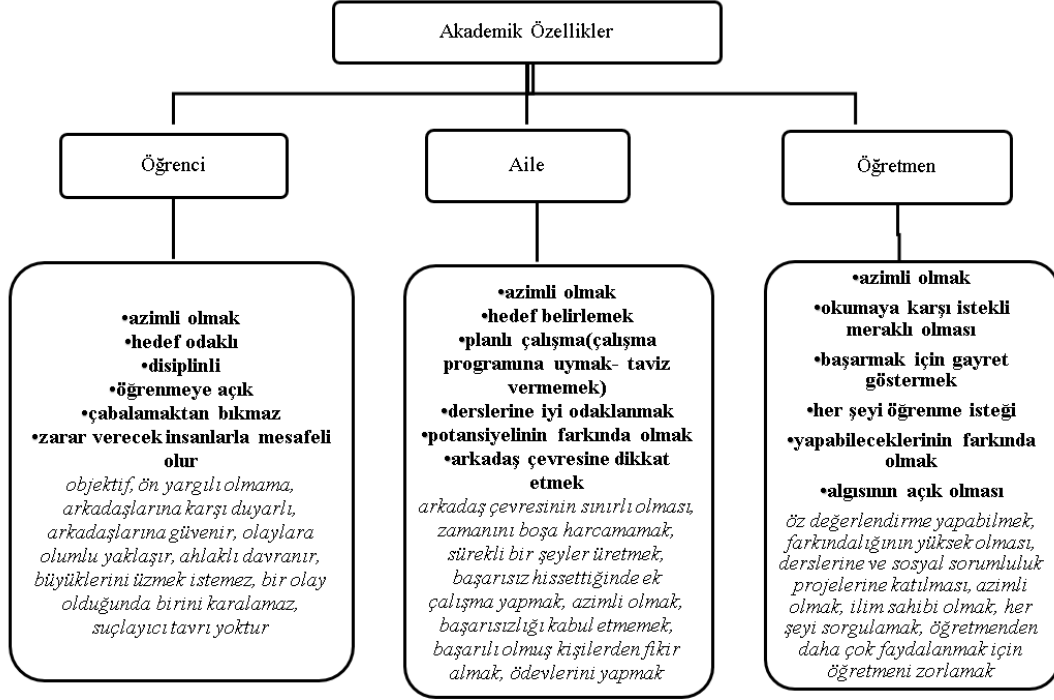 Akademik Özellikler
Öğrenci
Aile
Öğretmen
•azimli olmak
•hedef odaklı
•disiplinli
•öğrenmeye açık
•çabalamaktan bıkmaz
•zarar verecek insanlarla mesafeli
olur
objektif, ön yargılı olmama,
arkadaşlarına karşı duyarlı,
arkadaşlarına güvenir, olaylara
olumlu yaklaşır, ahlaklı davranır,
büyüklerini üzmek istemez, bir olay
olduğunda birini karalamaz,
suçlayıcı tavrı yoktur
•azimli olmak
•hedef belirlemek
•planlı çalışma(çalışma
programına uymak- taviz
vermemek)
•derslerine iyi odaklanmak
•potansiyelinin farkında olmak
•arkadaş çevresine dikkat
etmek
arkadaş çevresinin sınırlı olması,
zamanını boşa harcamamak,
sürekli bir şeyler üretmek,
başarısız hissettiğinde ek
çalışma yapmak, azimli olmak,
başarısızlığı kabul etmemek,
başarılı olmuş kişilerden fikir
almak, ödevlerini yapmak
•azimli olmak
•okumaya karşı istekli
meraklı olması
•başarmak için gayret
göstermek
•her şeyi öğrenme isteği
•yapabileceklerinin farkında
olmak
•algısının açık olması
öz değerlendirme yapabilmek,
farkındalığının yüksek olması,
derslerine ve sosyal sorumluluk
projelerine katılması, azimli
olmak, ilim sahibi olmak, her
şeyi sorgulamak, öğretmenden
daha çok faydalanmak için
öğretmeni zorlamak